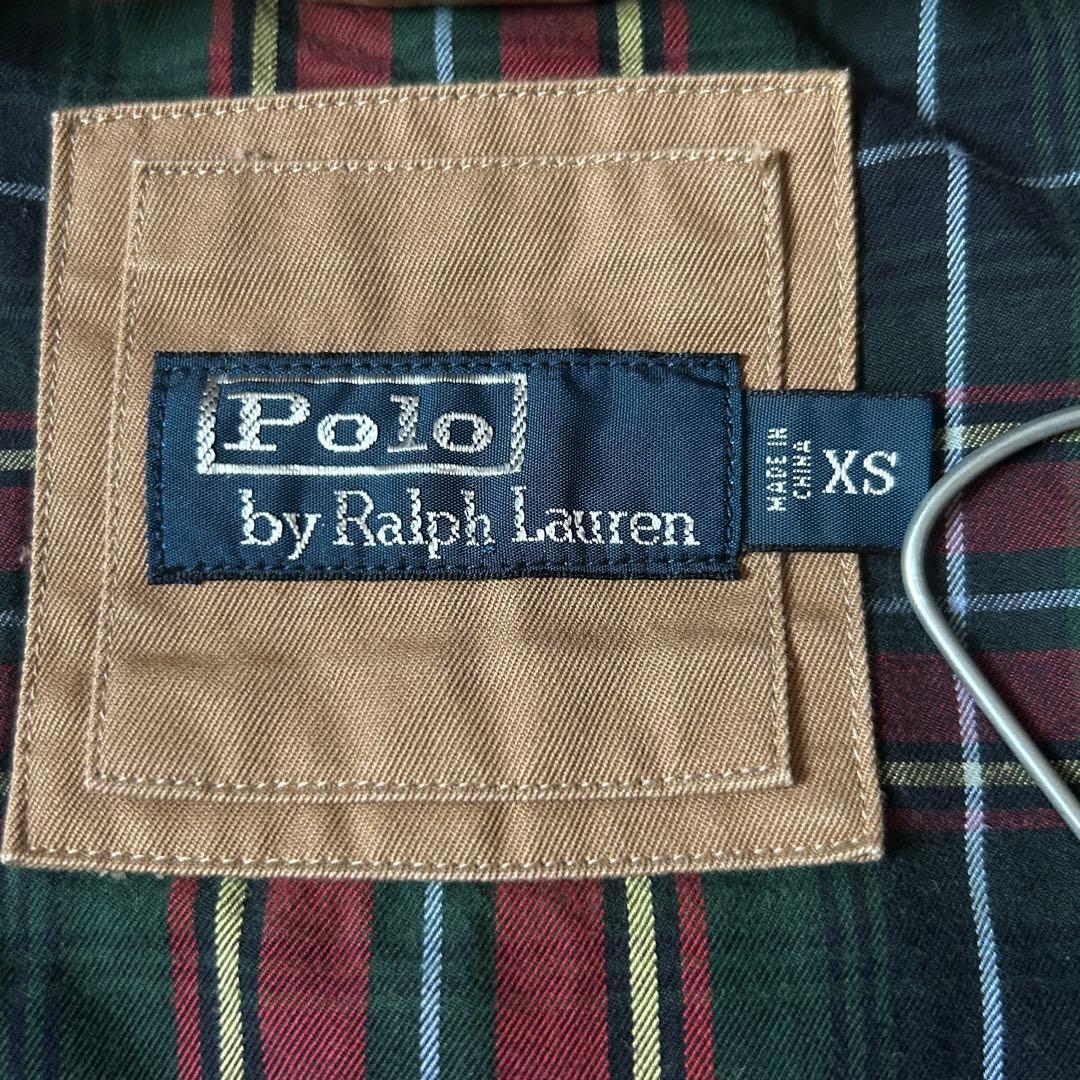 Polo
by Ralph Lauren
MADE IN
CHINA
XS